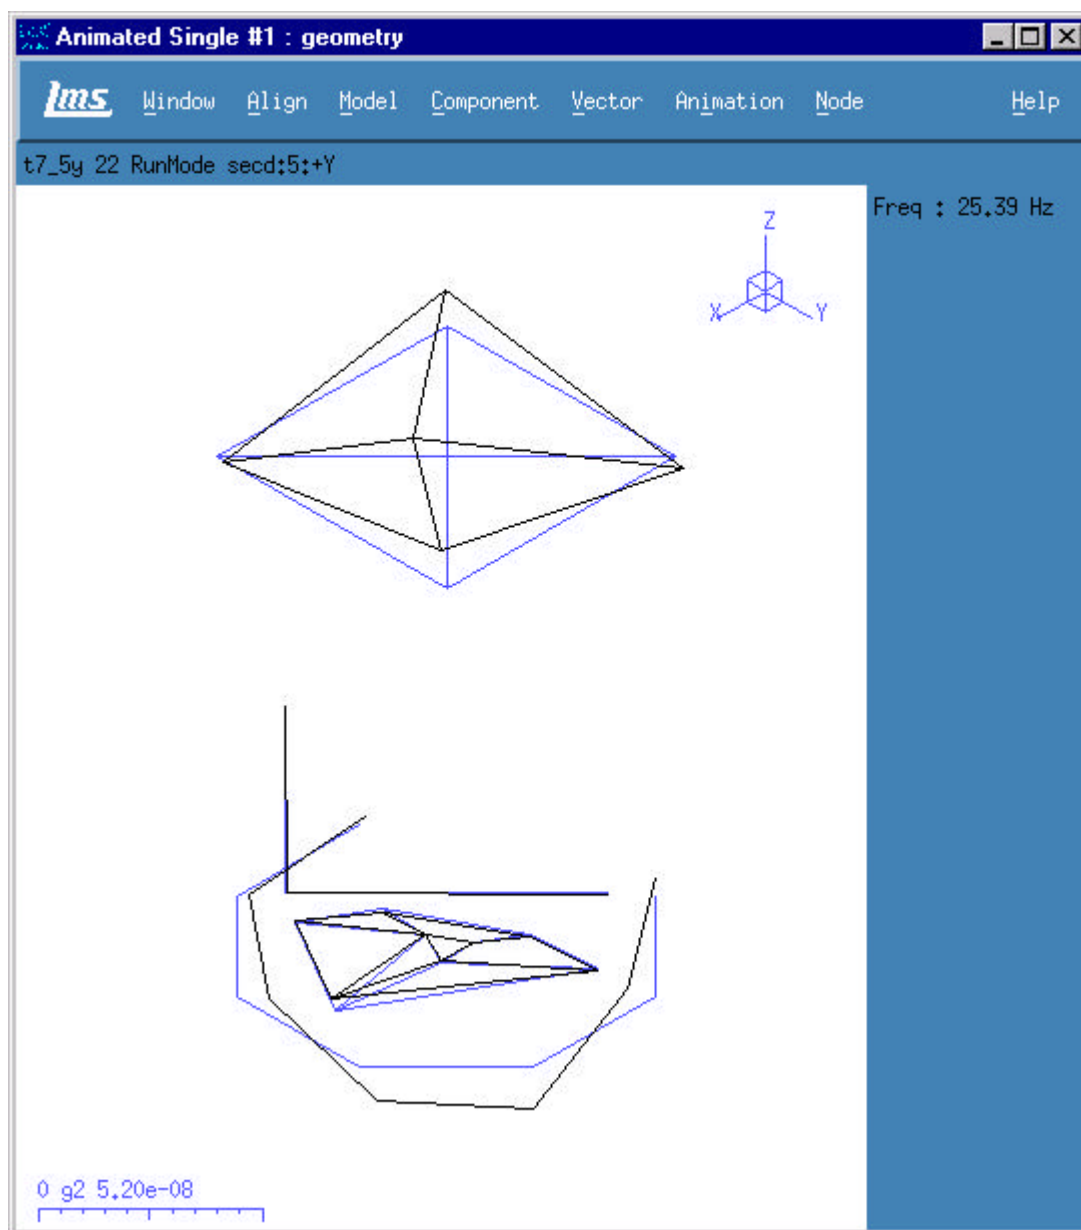 Animated Single #1 : geometry
lms Window Align Model Component Vector Animation Node Help
t7_5y 22 RunMode secd:5:+Y
Freq : 25.39 Hz
Z
X Y
0 g2 5.20e-08